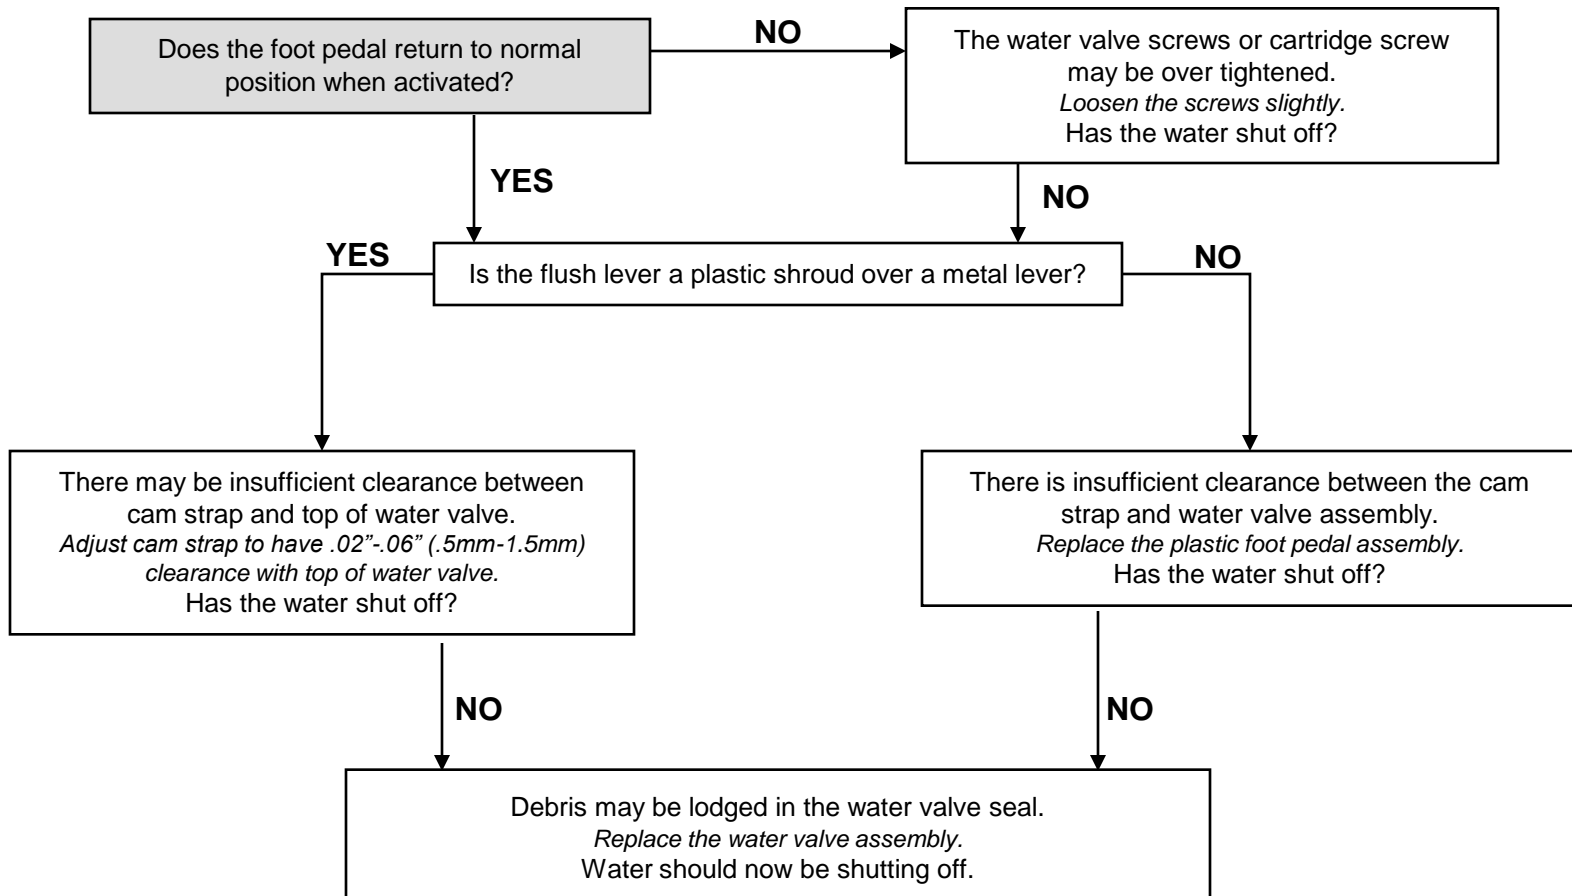 Does the foot pedal return to normal
position when activated?
NO
The water valve screws or cartridge screw
may be over tightened.
Loosen the screws slightly.
Has the water shut off?
YES
NO
YES
Is the flush lever a plastic shroud over a metal lever?
NO
There may be insufficient clearance between
cam strap and top of water valve.
Adjust cam strap to have .02”-.06” (.5mm-1.5mm)
clearance with top of water valve.
Has the water shut off?
There is insufficient clearance between the cam
strap and water valve assembly.
Replace the plastic foot pedal assembly.
Has the water shut off?
NO
NO
Debris may be lodged in the water valve seal.
Replace the water valve assembly.
Water should now be shutting off.